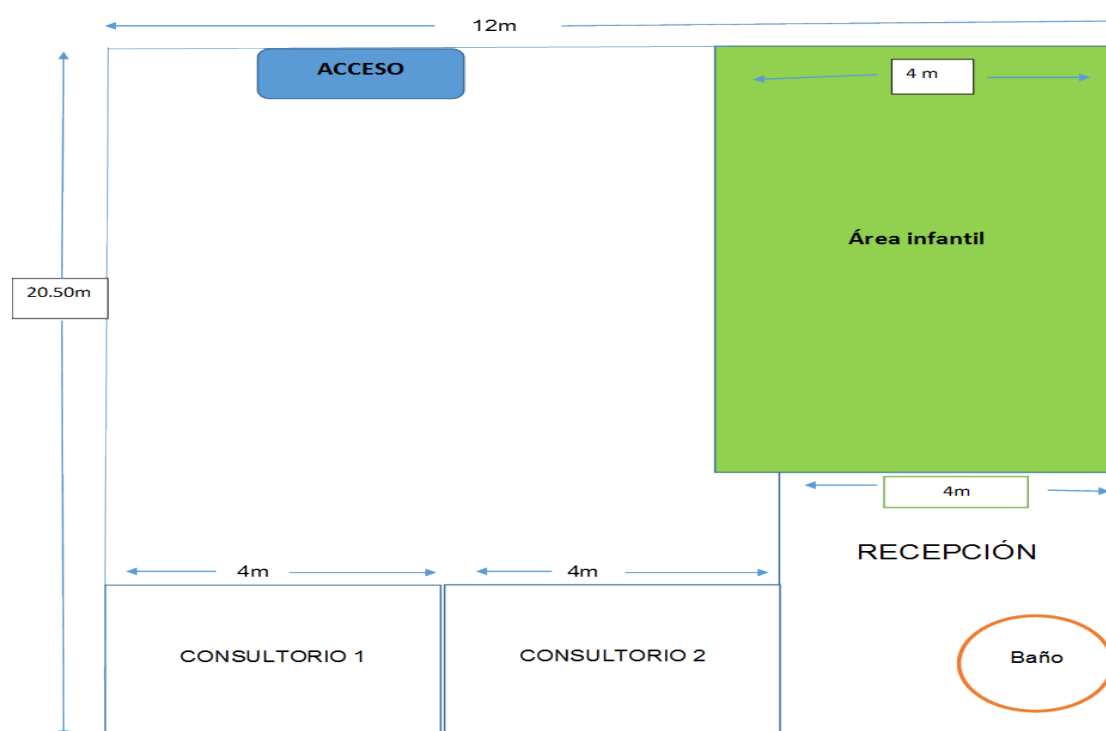 12m
ACCESO
4 m
Área infantil
20.50m
4m
RECEPCIÓN
4m
4m
CONSULTORIO 1
CONSULTORIO 2
Baño